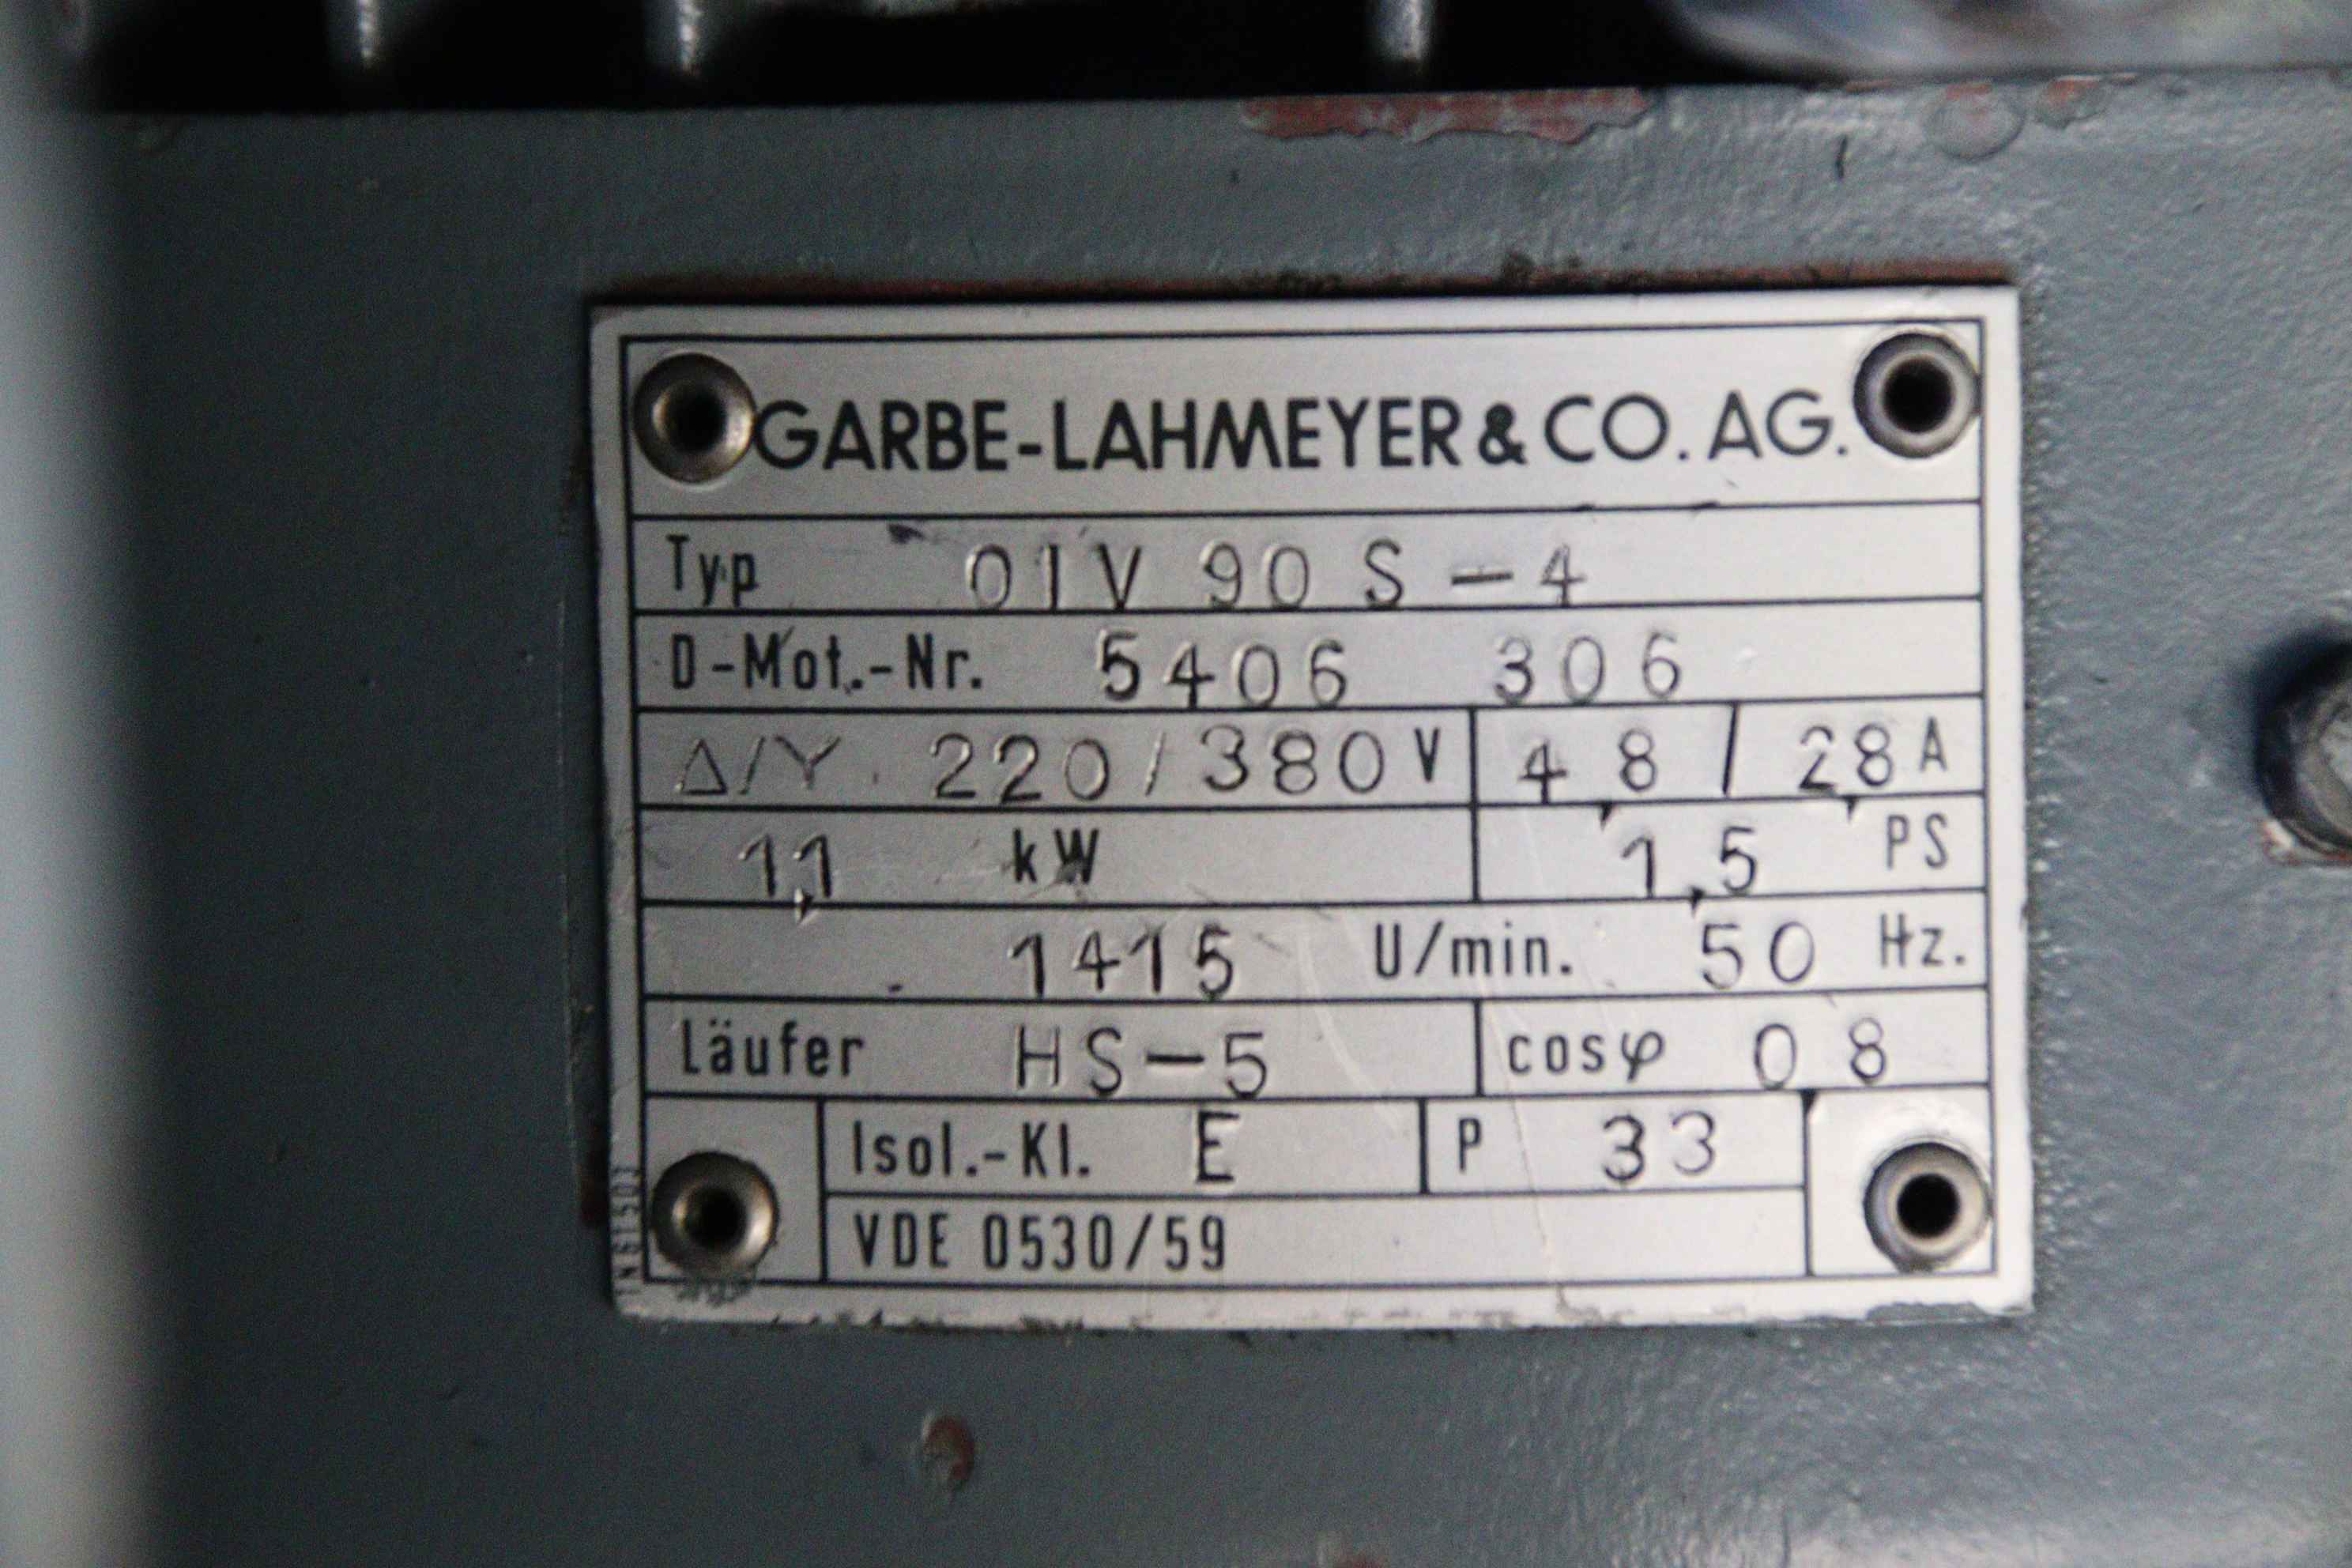 GARBE-LAHMEYER & CO. AG.
Typ 01V 90 S - 4
D-Mot.-Nr. 5406 306
Δ/Y 220/380 V 4,8 / 2,8 A
1,1 kW 1,5 PS
1415 U/min. 50 Hz.
Läufer HS-5 cosφ 0 8
Isol.-Kl. E P 33
VDE 0530/59